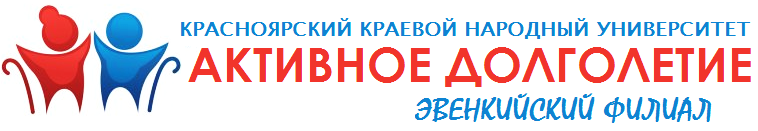 КРАСНОЯРСКИЙ КРАЕВОЙ НАРОДНЫЙ УНИВЕРСИТЕТ
АКТИВНОЕ ДОЛГОЛЕТИЕ
ЭВЕНКИЙСКИЙ ФИЛИАЛ